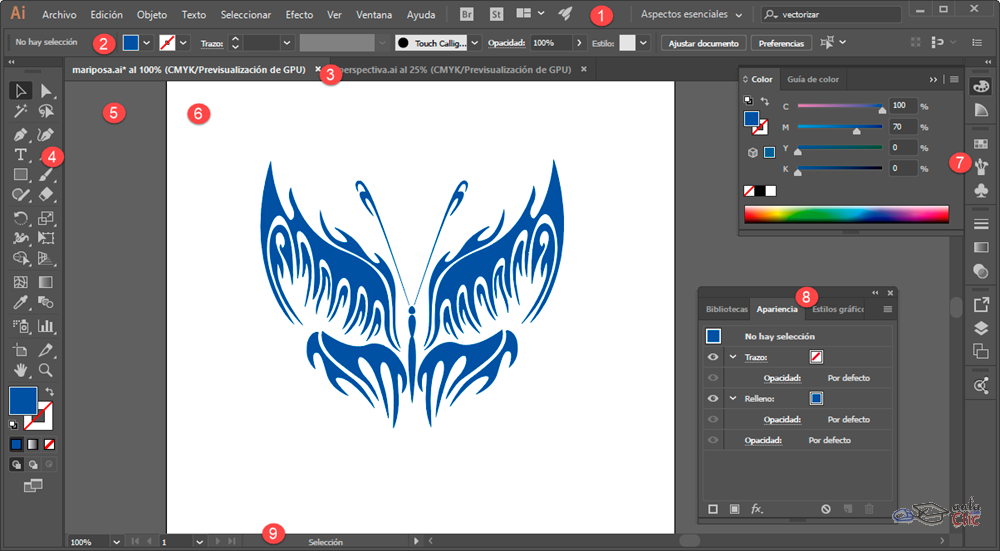 Ai Archivo Edición Objeto Texto Seleccionar Efecto Ver Ventana Ayuda Br St 1 Aspectos esenciales vectorizar
No hay selección 2 Trazo: Touch Callig... Opacidad: 100% Estilo: Ajustar documento Preferencias
mariposa.ai* al 100% (CMYK/Previsualización de GPU) × 3 perspectiva.ai al 25% (CMYK/Previsualización de GPU) ×
Color Guía de color
C 100 %
5 6
M 70 %
Y 0 %
T 4
K 0 %
7
8
Bibliotecas Apariencia Estilos gráfic
No hay selección
Trazo:
Opacidad: Por defecto
Relleno:
Opacidad: Por defecto
Opacidad: Por defecto
fx.
aula
Clic
9
100% 1 Selección